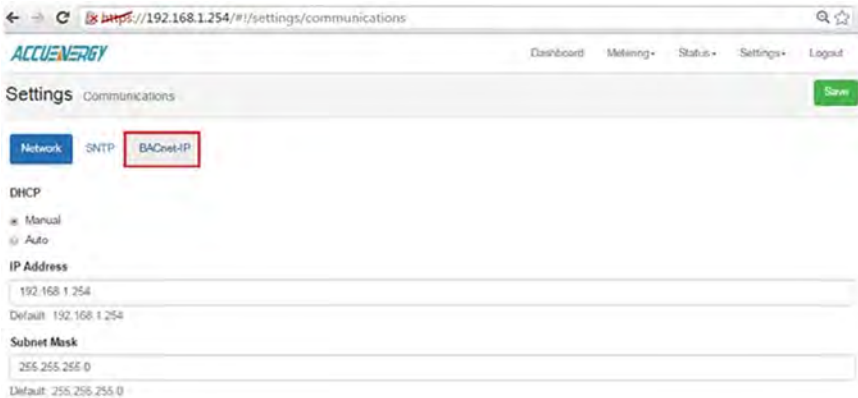 https://192.168.1.254/#!/settings/communications
ACCUENERGY
Dashboard Metering Status Settings Logout
Settings Communications
Save
Network SNTP BACnet-IP
DHCP
Manual
Auto
IP Address
192.168.1.254
Default: 192.168.1.254
Subnet Mask
255.255.255.0
Default: 255.255.255.0